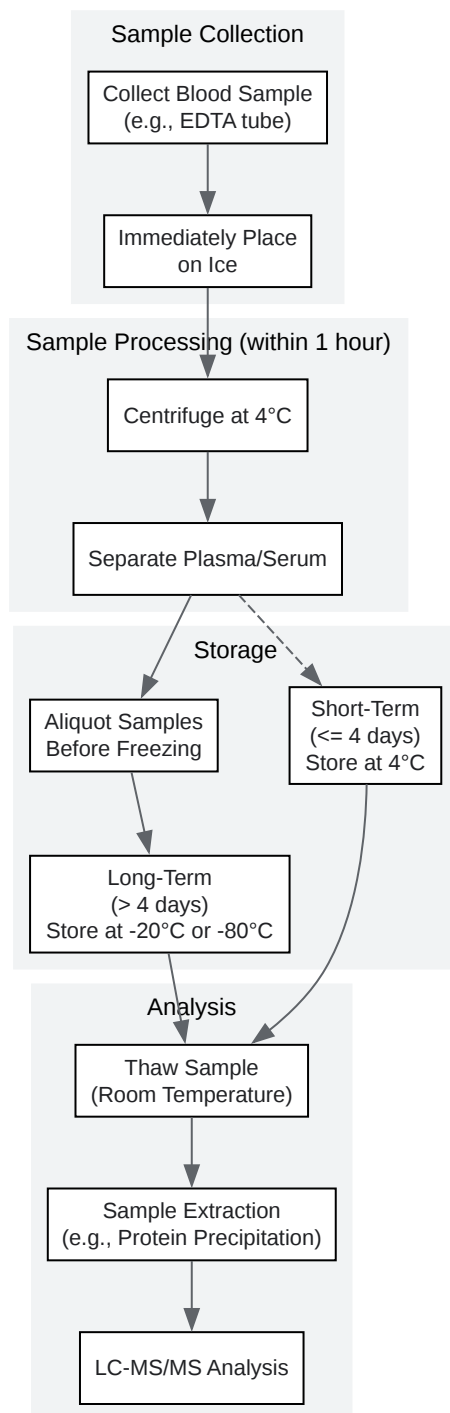 Sample Collection
Collect Blood Sample
(e.g., EDTA tube)
Immediately Place
on Ice
Sample Processing (within 1 hour)
Centrifuge at 4°C
Separate Plasma/Serum
Storage
Aliquot Samples
Before Freezing
Short-Term
(<= 4 days)
Store at 4°C
Long-Term
(> 4 days)
Store at -20°C or -80°C
Analysis
Thaw Sample
(Room Temperature)
Sample Extraction
(e.g., Protein Precipitation)
LC-MS/MS Analysis